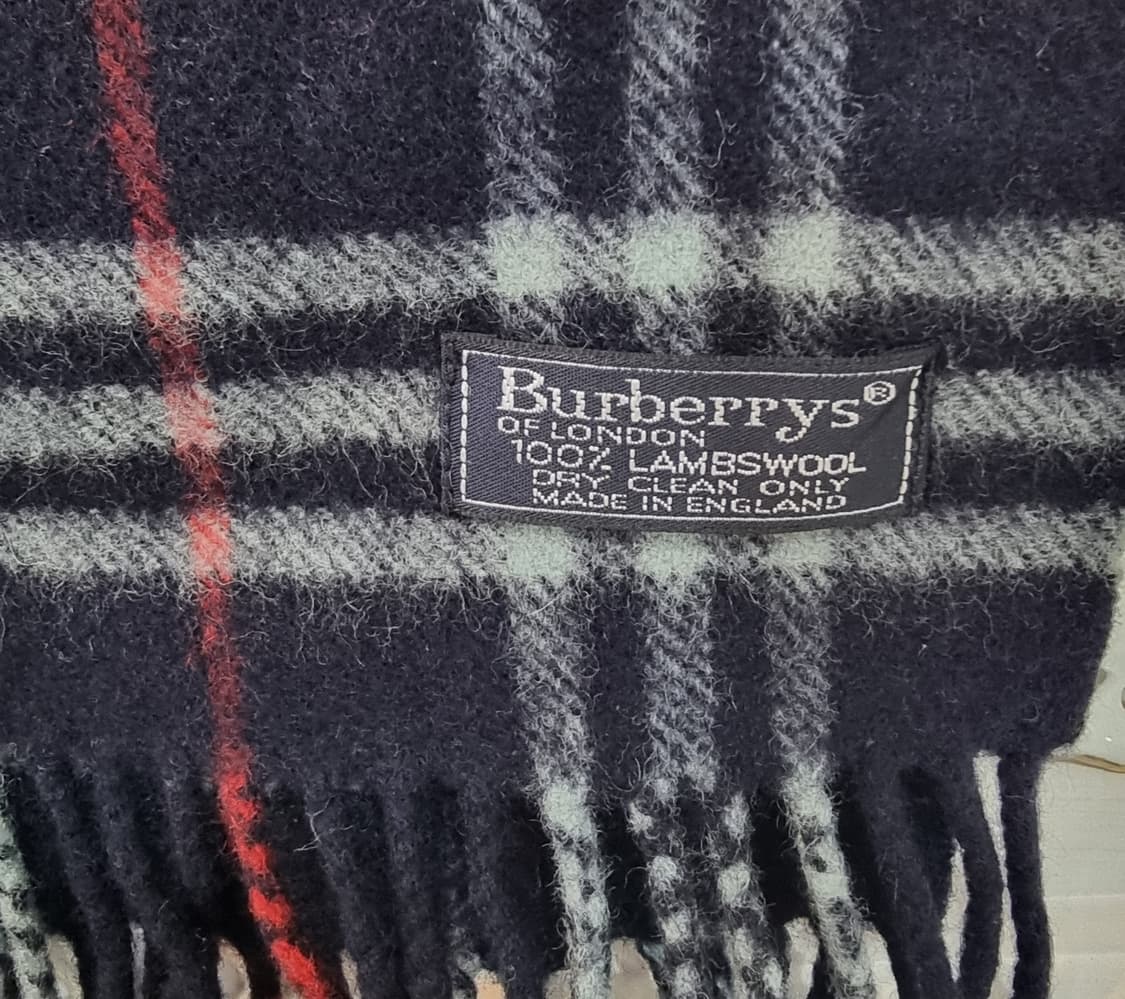 Burberrys®
OF LONDON
100% LAMBSWOOL
DRY CLEAN ONLY
MADE IN ENGLAND